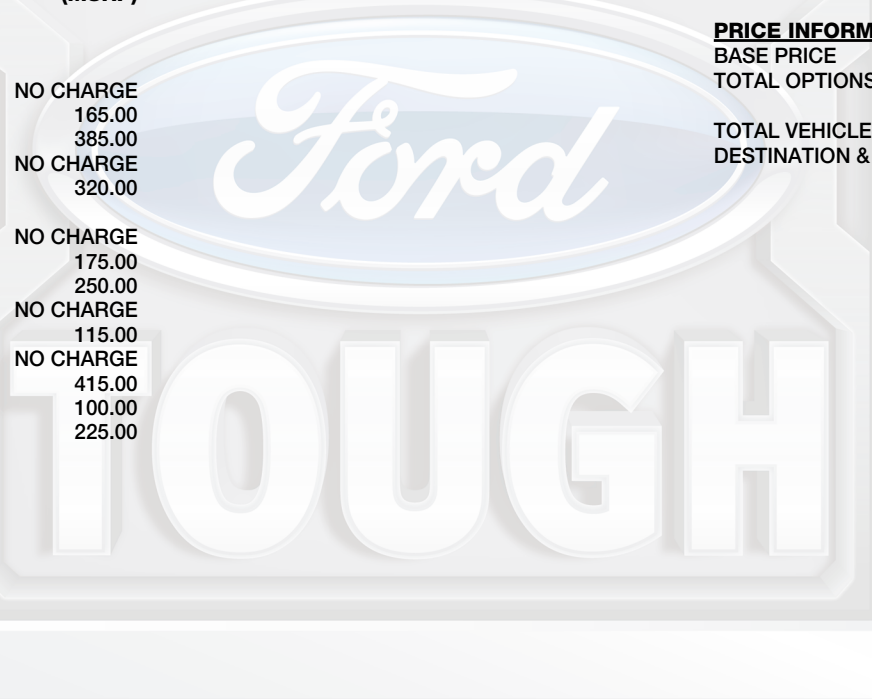 NO CHARGE
165.00
385.00
NO CHARGE
320.00
NO CHARGE
175.00
250.00
NO CHARGE
115.00
NO CHARGE
415.00
100.00
225.00
PRICE
BASE PRICE
TOTAL OPTIONS
TOTAL VEHICLE
DESTINATION &
Ford
TOUGH